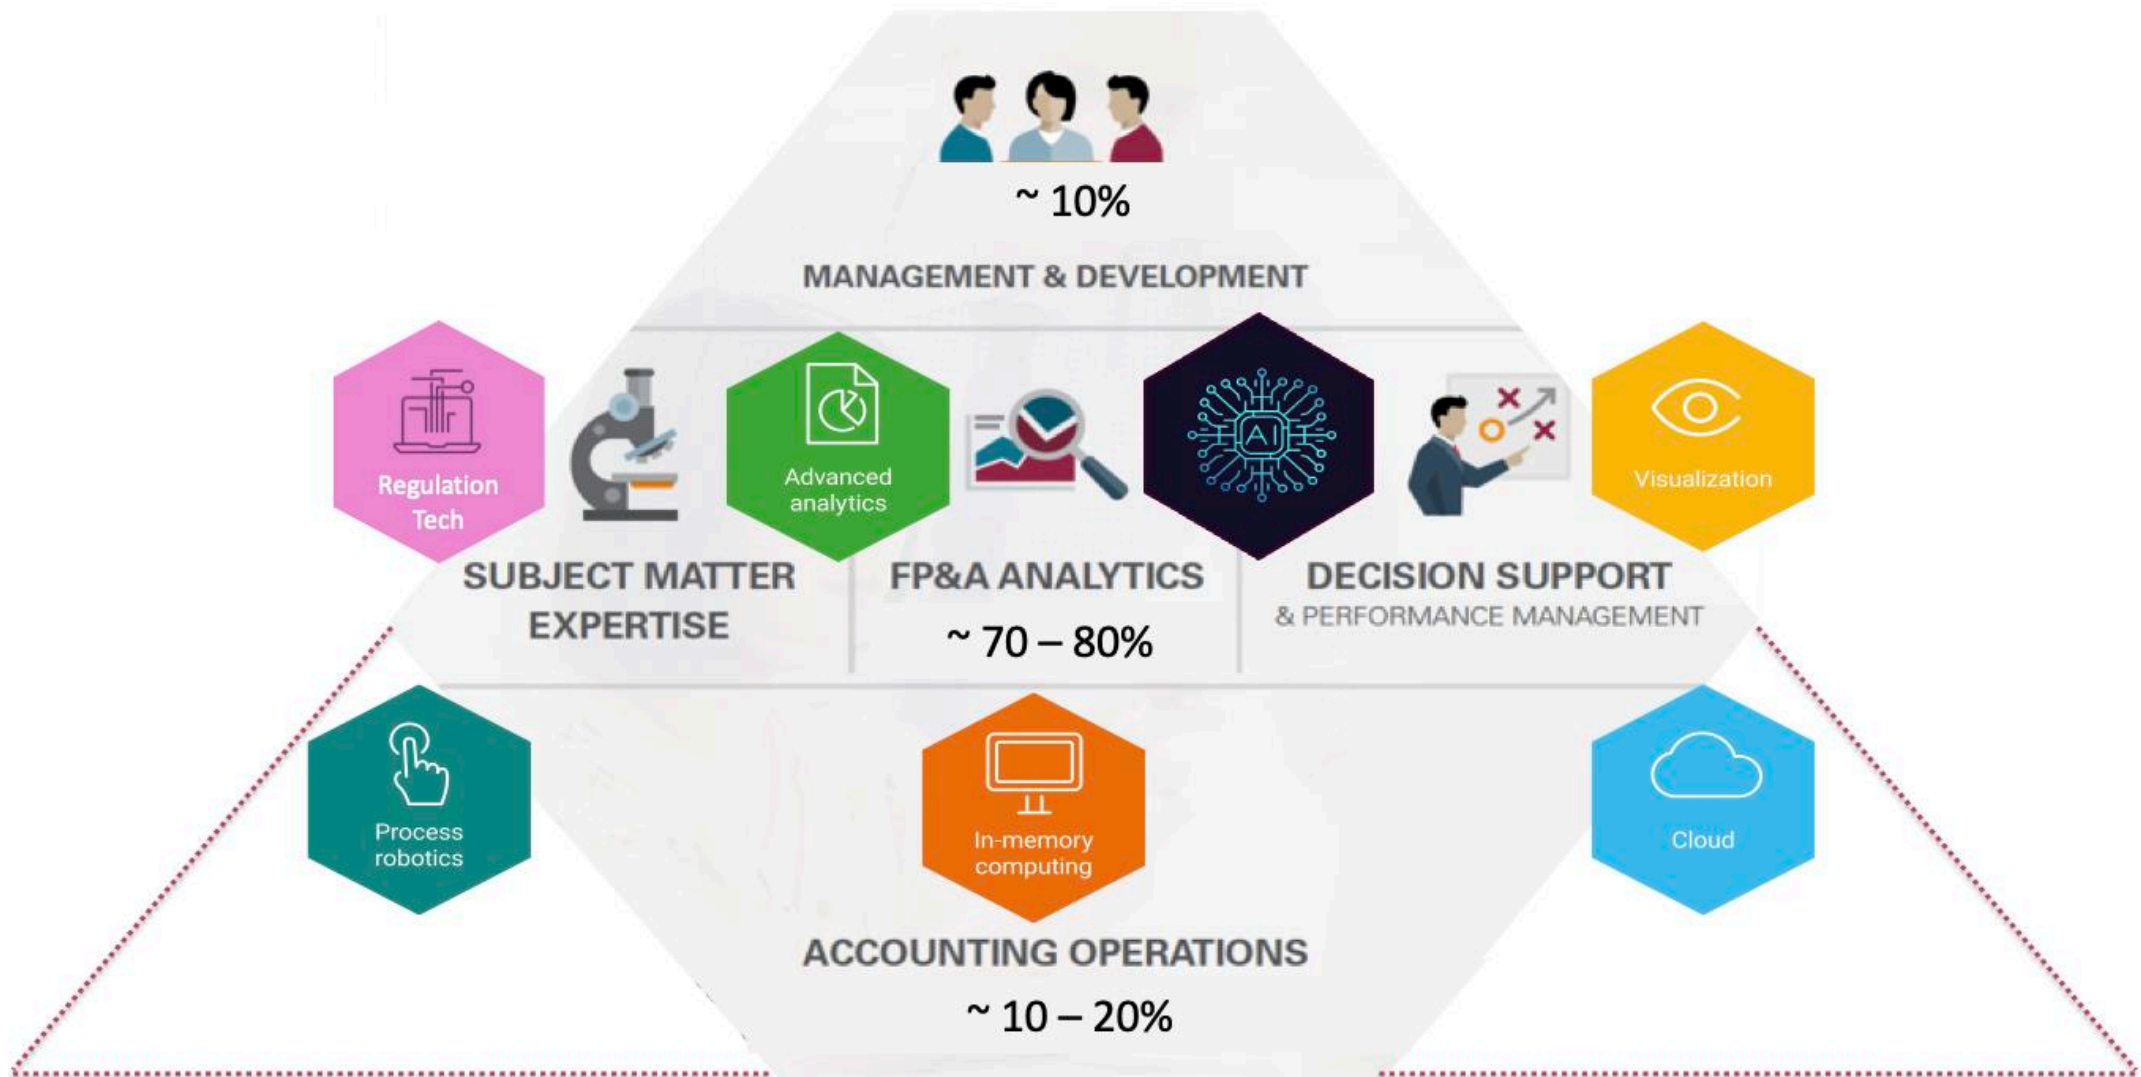 ~ 10%
MANAGEMENT & DEVELOPMENT
Regulation
Tech
Advanced
analytics
AI
Visualization
SUBJECT MATTER
EXPERTISE
FP&A ANALYTICS
~ 70 – 80%
DECISION SUPPORT
& PERFORMANCE MANAGEMENT
Process
robotics
In-memory
computing
Cloud
ACCOUNTING OPERATIONS
~ 10 – 20%